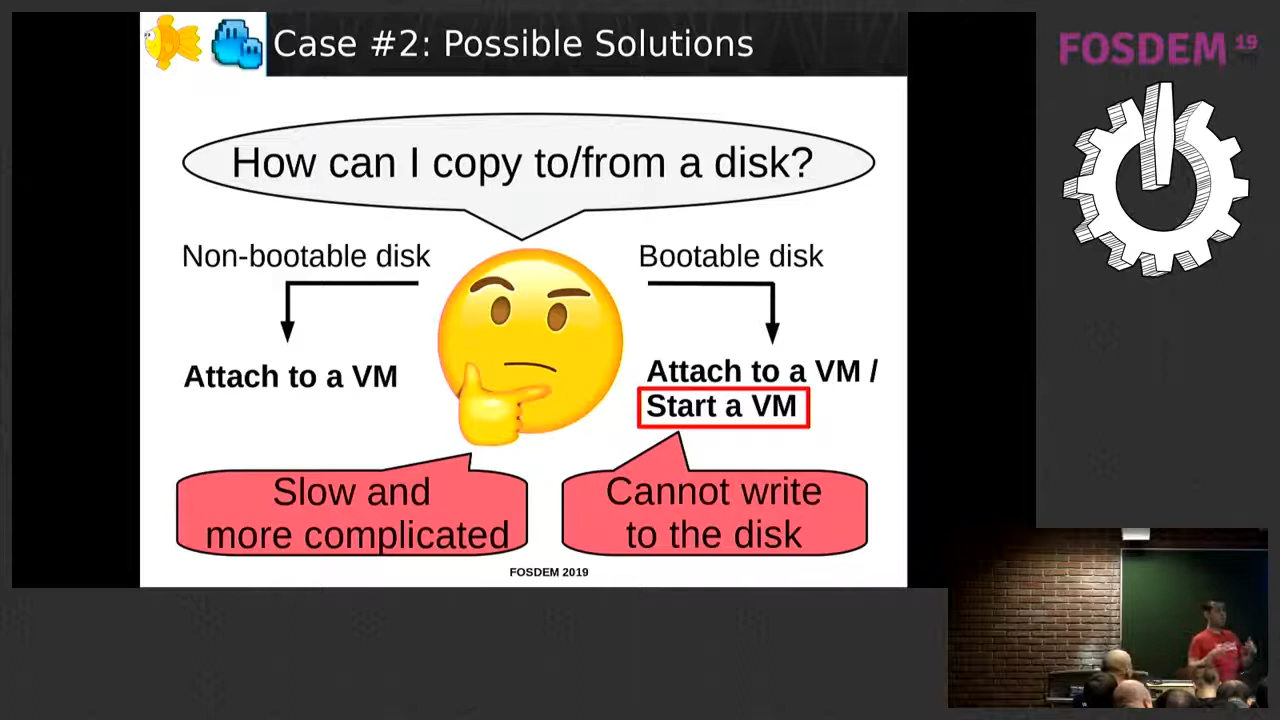 Case #2: Possible Solutions
FOSDEM 19
How can I copy to/from a disk?
Non-bootable disk
Bootable disk
Attach to a VM
Attach to a VM /
Start a VM
Slow and
more complicated
Cannot write
to the disk
FOSDEM 2019